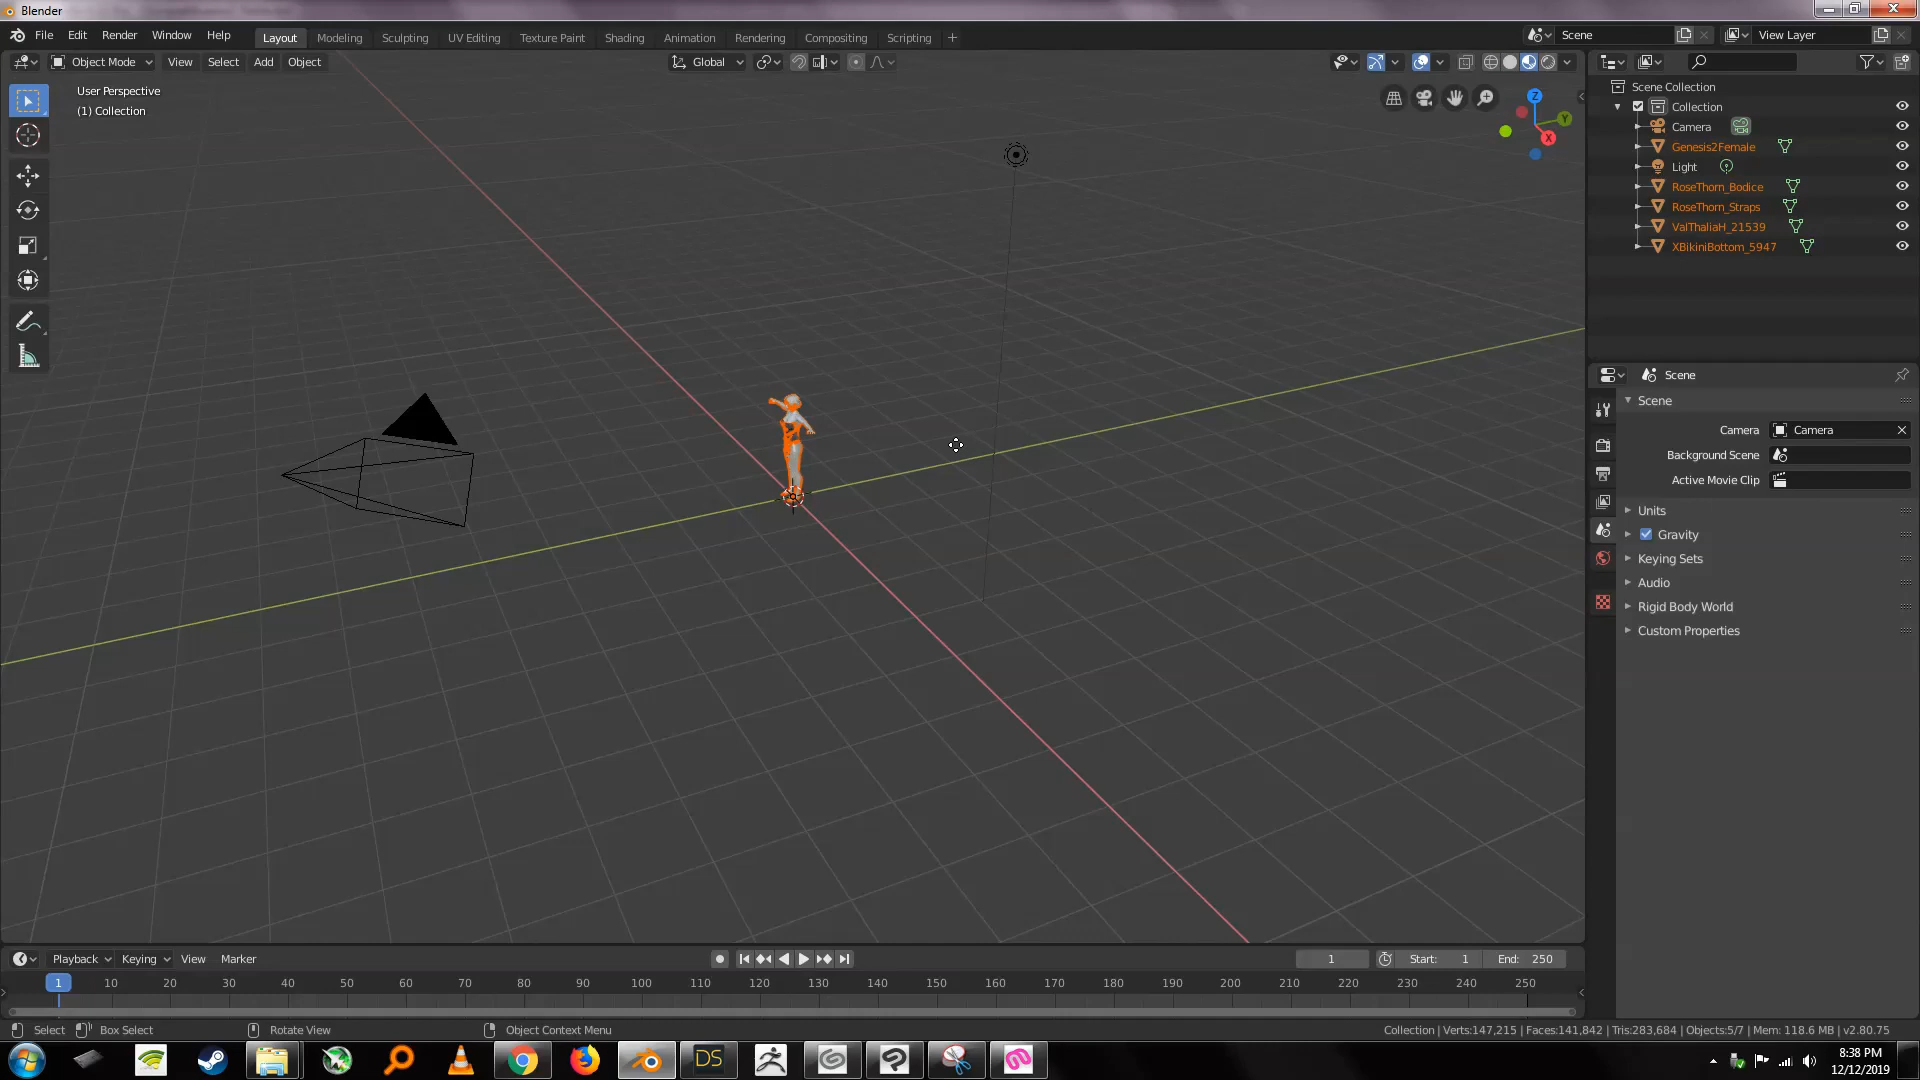 Blender
File Edit Render Window Help
Layout Modeling Sculpting UV Editing Texture Paint Shading Animation Rendering Compositing Scripting +
Scene
View Layer
Object Mode View Select Add Object
Global
User Perspective
(1) Collection
Z
Y
X
Scene Collection
Collection
Camera
Genesis2Female
Light
RoseThorn_Bodice
RoseThorn_Straps
ValThaliaH_21539
XBikiniBottom_5947
Scene
Scene
Camera Camera
Background Scene
Active Movie Clip
Units
Gravity
Keying Sets
Audio
Rigid Body World
Custom Properties
Playback Keying View Marker
1 Start: 1 End: 250
1 10 20 30 40 50 60 70 80 90 100 110 120 130 140 150 160 170 180 190 200 210 220 230 240 250
Select Box Select Rotate View Object Context Menu
Collection | Verts:147,215 | Faces:141,842 | Tris:283,684 | Objects:5/7 | Mem: 118.6 MB | v2.80.75
DS
8:38 PM
12/12/2019